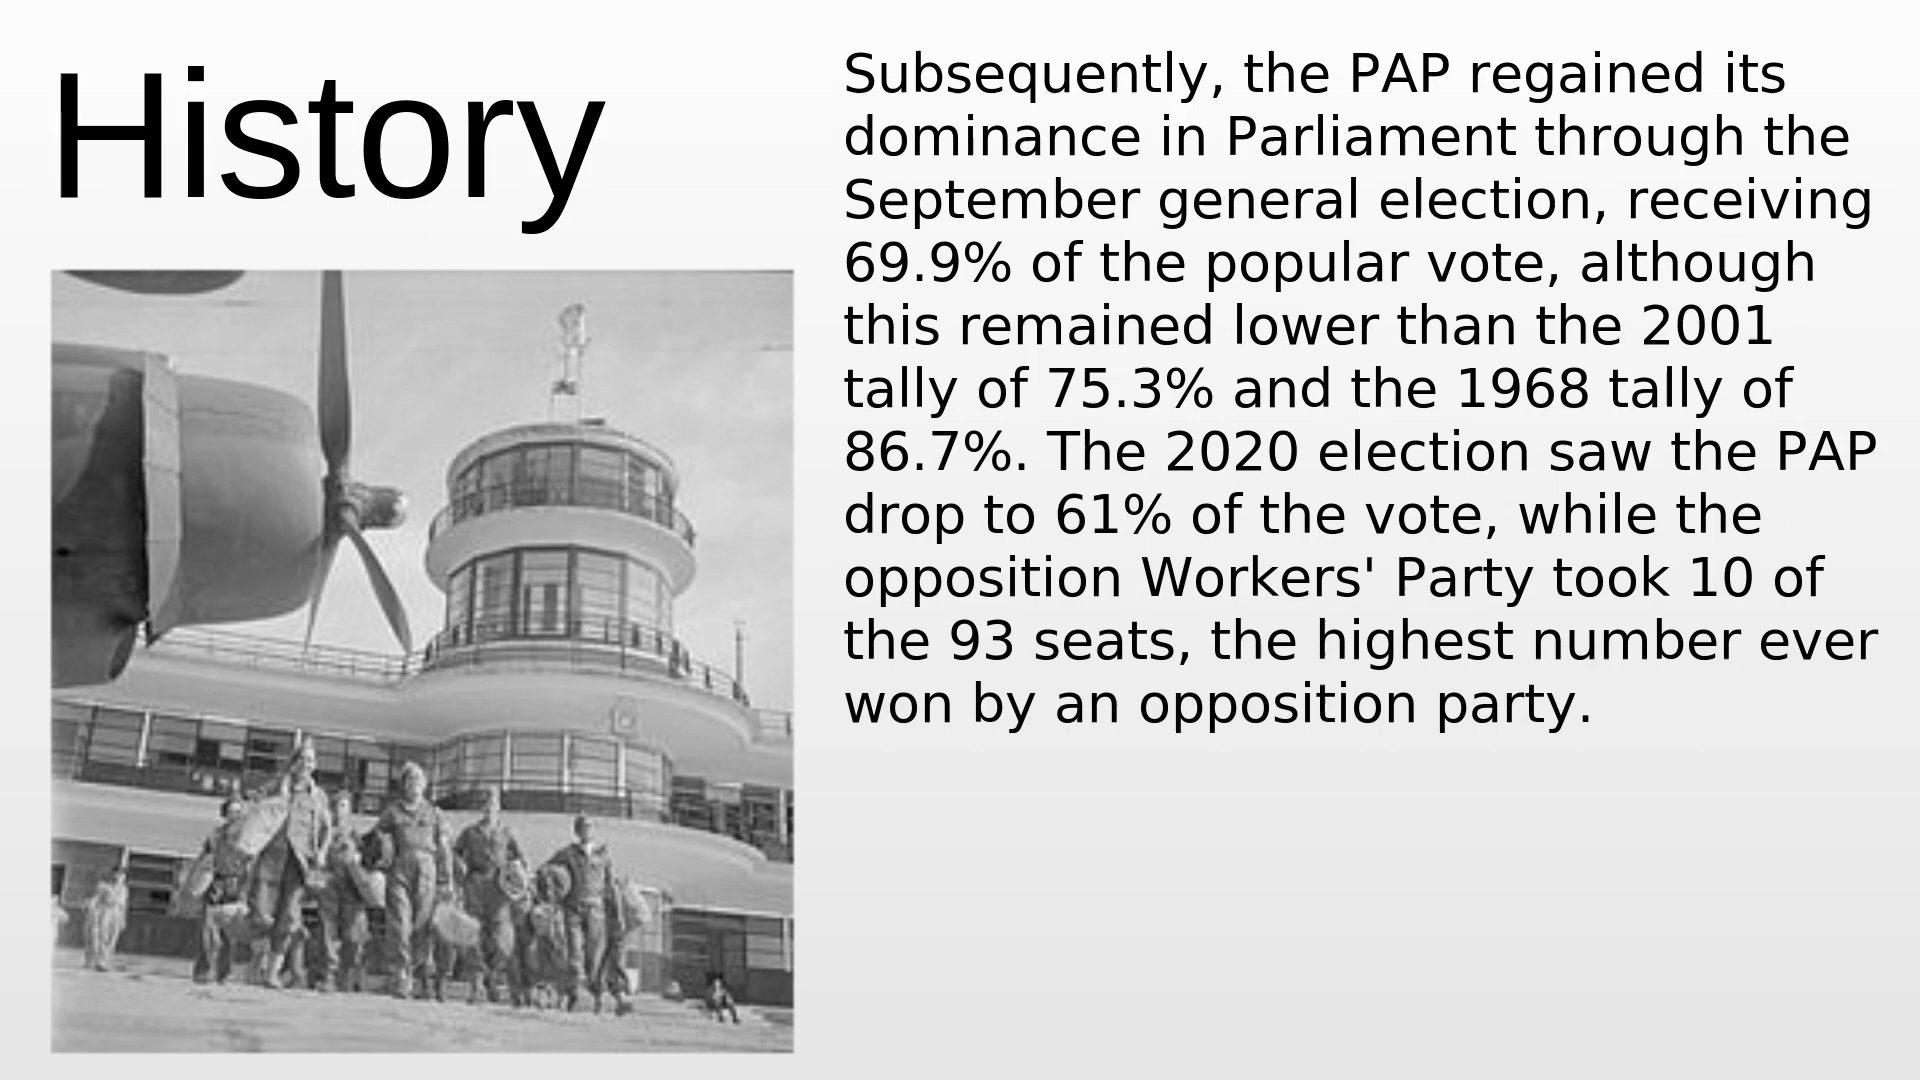 History
Subsequently, the PAP regained its
dominance in Parliament through the
September general election, receiving
69.9% of the popular vote, although
this remained lower than the 2001
tally of 75.3% and the 1968 tally of
86.7%. The 2020 election saw the PAP
drop to 61% of the vote, while the
opposition Workers' Party took 10 of
the 93 seats, the highest number ever
won by an opposition party.